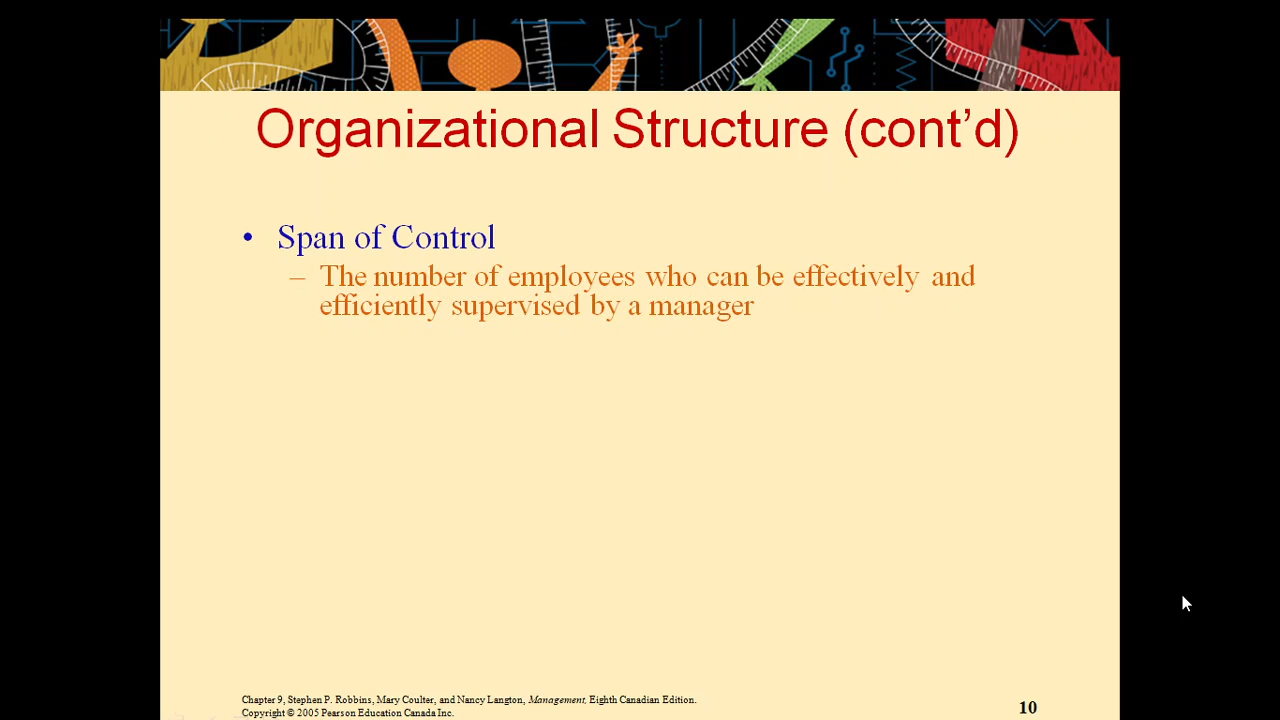 Organizational Structure (cont’d)
• Span of Control
– The number of employees who can be effectively and
efficiently supervised by a manager
Chapter 9, Stephen P. Robbins, Mary Coulter, and Nancy Langton, Management, Eighth Canadian Edition.
Copyright © 2005 Pearson Education Canada Inc.
10